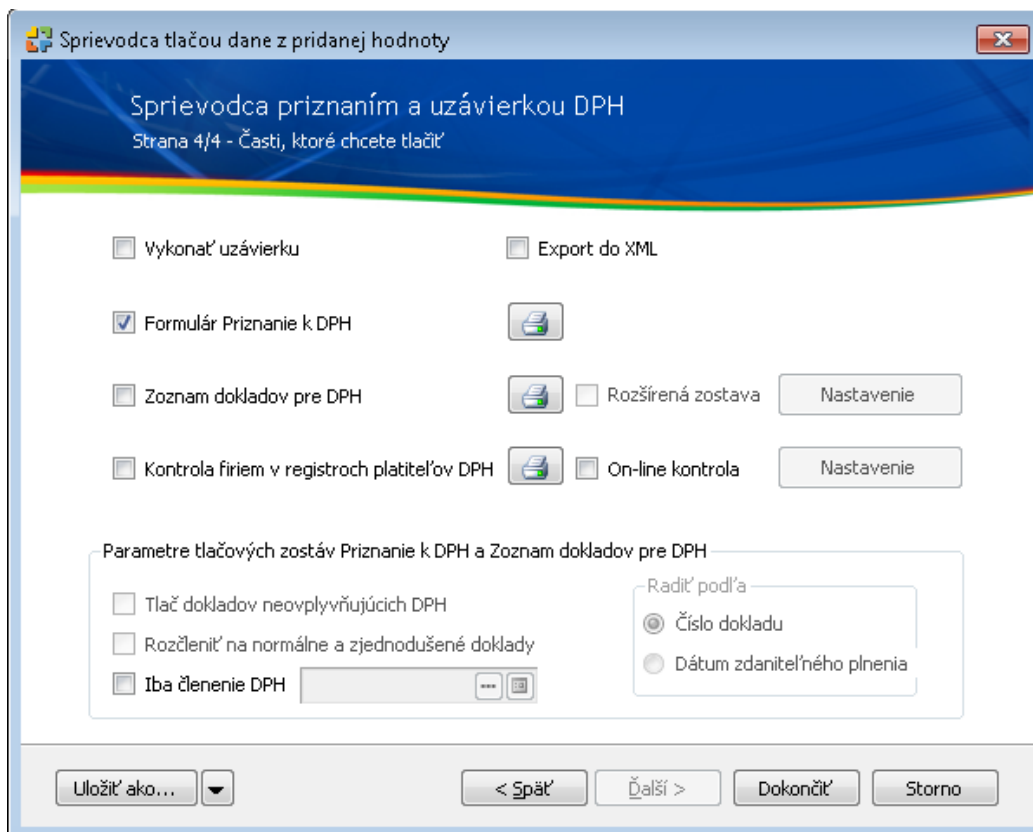 Sprievodca tlačou dane z pridanej hodnoty
Sprievodca priznaním a uzávierkou DPH
Strana 4/4 - Časti, ktoré chcete tlačiť
Vykonať uzávierku
Export do XML
Formulár Priznanie k DPH
Zoznam dokladov pre DPH
Rozšírená zostava
Nastavenie
Kontrola firiem v registroch platiteľov DPH
On-line kontrola
Nastavenie
Parametre tlačových zostáv Priznanie k DPH a Zoznam dokladov pre DPH
Tlač dokladov neovplyvňujúcich DPH
Rozčleniť na normálne a zjednodušené doklady
Iba členenie DPH
Radiť podľa
Číslo dokladu
Dátum zdaniteľného plnenia
Uložiť ako...
< Späť
Ďalší >
Dokončiť
Storno